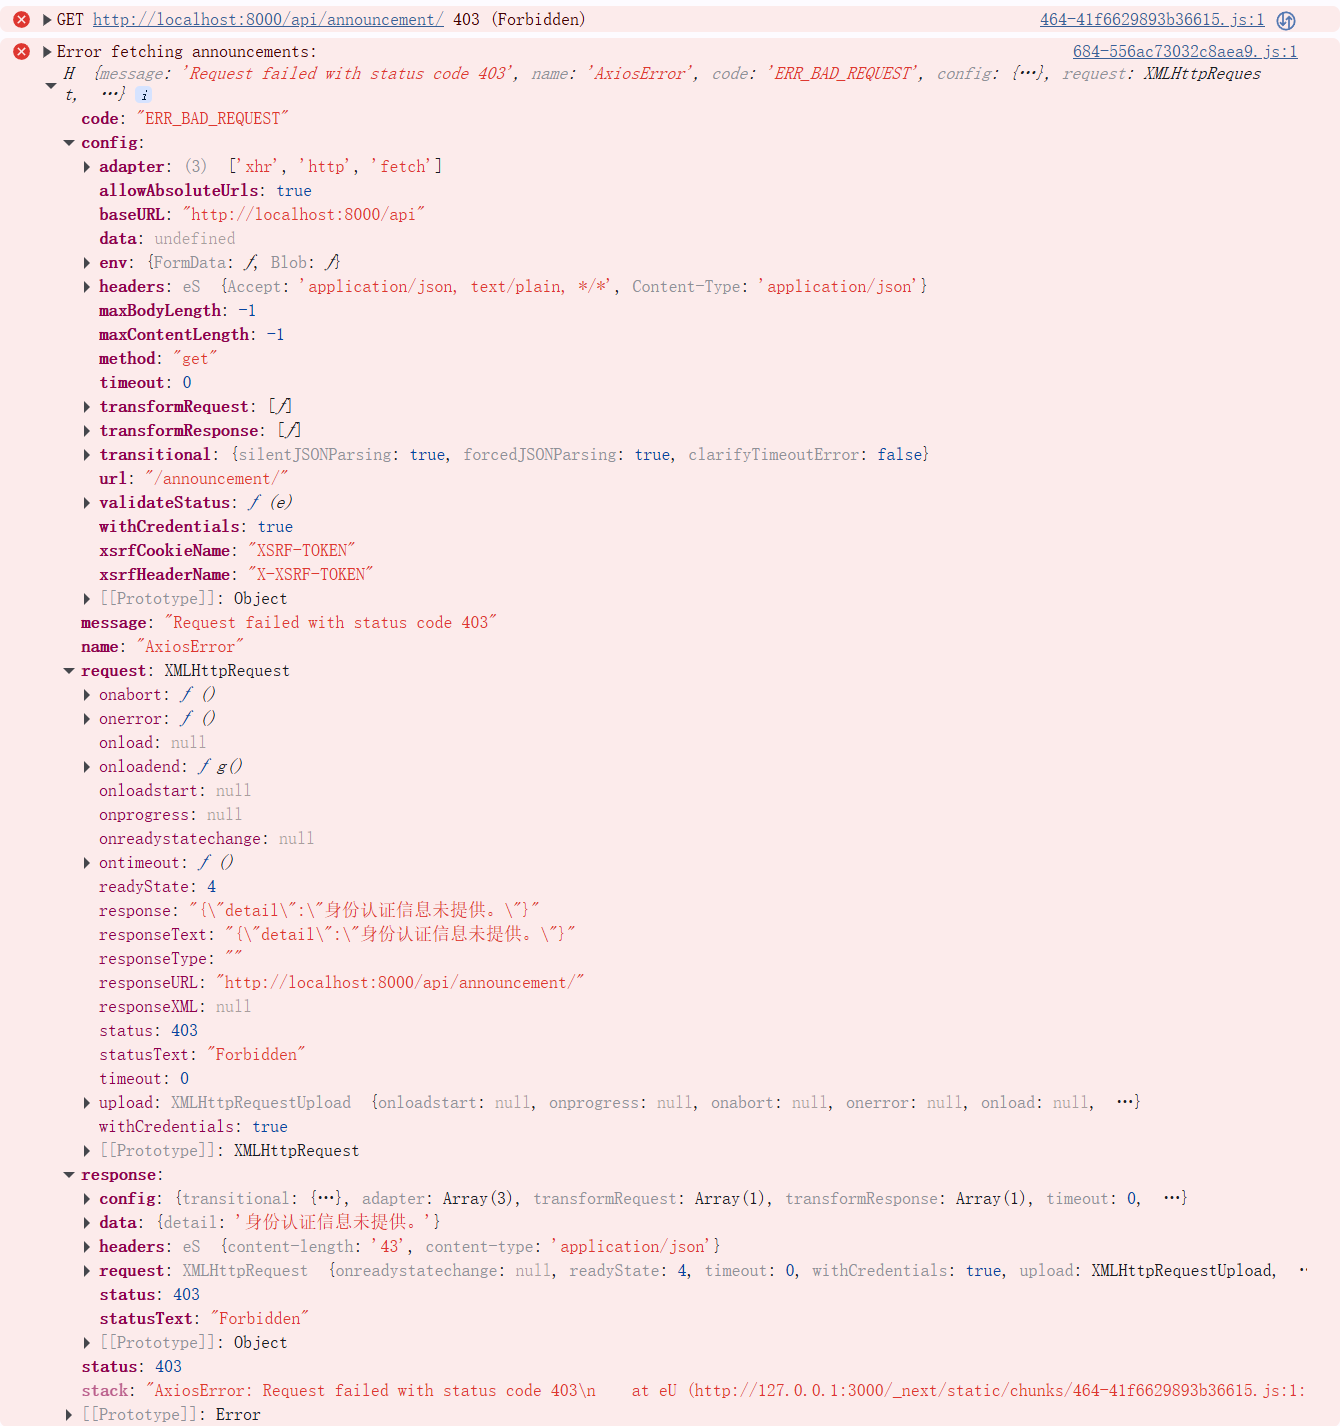 GET http://localhost:8000/api/announcement/ 403 (Forbidden) 464-41f6629893b36615.js:1
Error fetching announcements: 684-556ac73032c8aea9.js:1
H {message: 'Request failed with status code 403', name: 'AxiosError', code: 'ERR_BAD_REQUEST', config: {…}, request: XMLHttpReques
t, …} i
code: "ERR_BAD_REQUEST"
config:
adapter: (3) ['xhr', 'http', 'fetch']
allowAbsoluteUrls: true
baseURL: "http://localhost:8000/api"
data: undefined
env: {FormData: ƒ, Blob: ƒ}
headers: eS {Accept: 'application/json, text/plain, */*', Content-Type: 'application/json'}
maxBodyLength: -1
maxContentLength: -1
method: "get"
timeout: 0
transformRequest: [ƒ]
transformResponse: [ƒ]
transitional: {silentJSONParsing: true, forcedJSONParsing: true, clarifyTimeoutError: false}
url: "/announcement/"
validateStatus: ƒ (e)
withCredentials: true
xsrfCookieName: "XSRF-TOKEN"
xsrfHeaderName: "X-XSRF-TOKEN"
[[Prototype]]: Object
message: "Request failed with status code 403"
name: "AxiosError"
request: XMLHttpRequest
onabort: ƒ ()
onerror: ƒ ()
onload: null
onloadend: ƒ g()
onloadstart: null
onprogress: null
onreadystatechange: null
ontimeout: ƒ ()
readyState: 4
response: "{\"detail\":\"身份认证信息未提供。\"}"
responseText: "{\"detail\":\"身份认证信息未提供。\"}"
responseType: ""
responseURL: "http://localhost:8000/api/announcement/"
responseXML: null
status: 403
statusText: "Forbidden"
timeout: 0
upload: XMLHttpRequestUpload {onloadstart: null, onprogress: null, onabort: null, onerror: null, onload: null, …}
withCredentials: true
[[Prototype]]: XMLHttpRequest
response:
config: {transitional: {…}, adapter: Array(3), transformRequest: Array(1), transformResponse: Array(1), timeout: 0, …}
data: {detail: '身份认证信息未提供。'}
headers: eS {content-length: '43', content-type: 'application/json'}
request: XMLHttpRequest {onreadystatechange: null, readyState: 4, timeout: 0, withCredentials: true, upload: XMLHttpRequestUpload, …
status: 403
statusText: "Forbidden"
[[Prototype]]: Object
status: 403
stack: "AxiosError: Request failed with status code 403\n    at eU (http://127.0.0.1:3000/_next/static/chunks/464-41f6629893b36615.js:1:
[[Prototype]]: Error